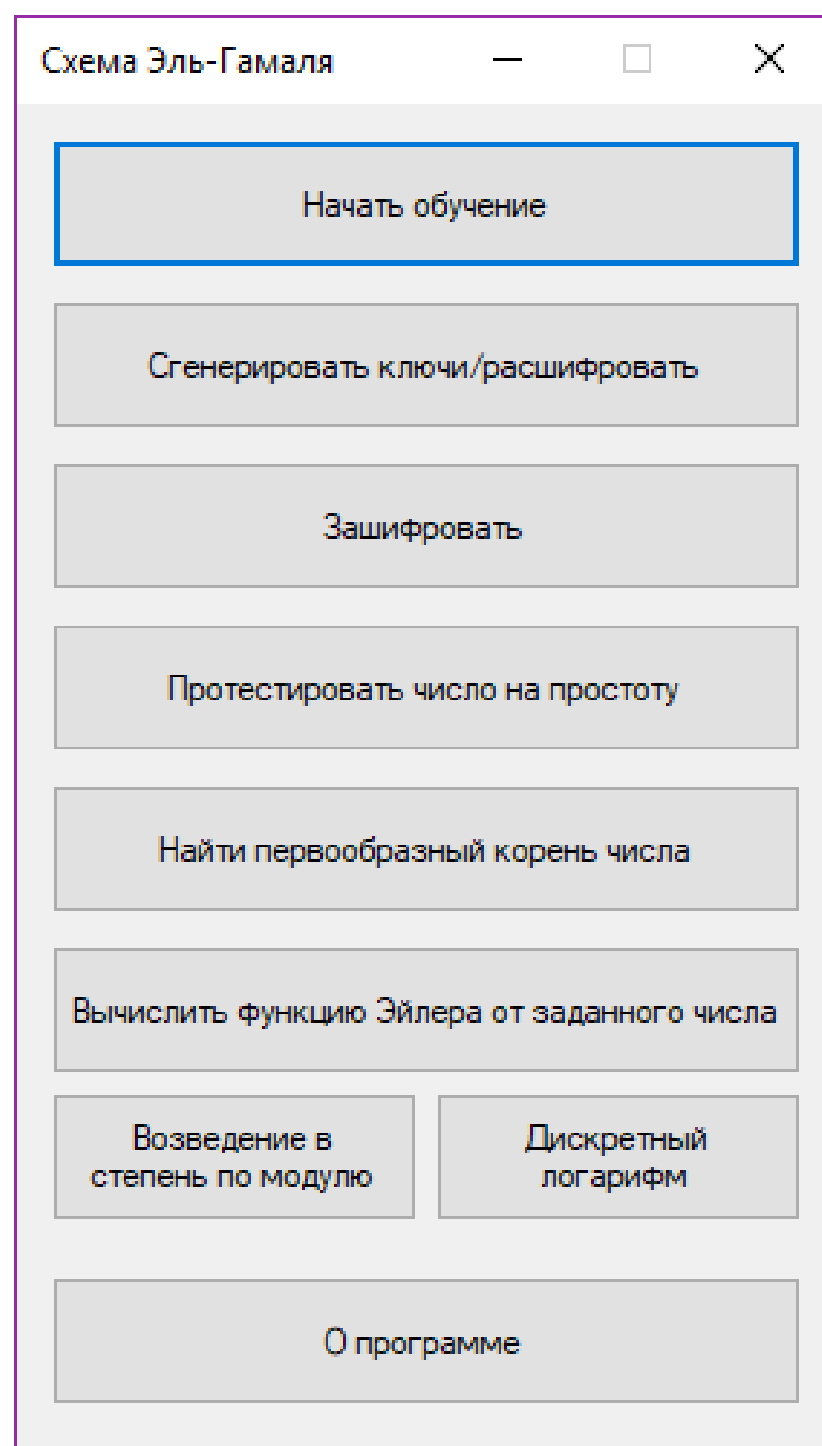 Схема Эль-Гамаля
Начать обучение
Сгенерировать ключи/расшифровать
Зашифровать
Протестировать число на простоту
Найти первообразный корень числа
Вычислить функцию Эйлера от заданного числа
Возведение в
степень по модулю
Дискретный
логарифм
О программе